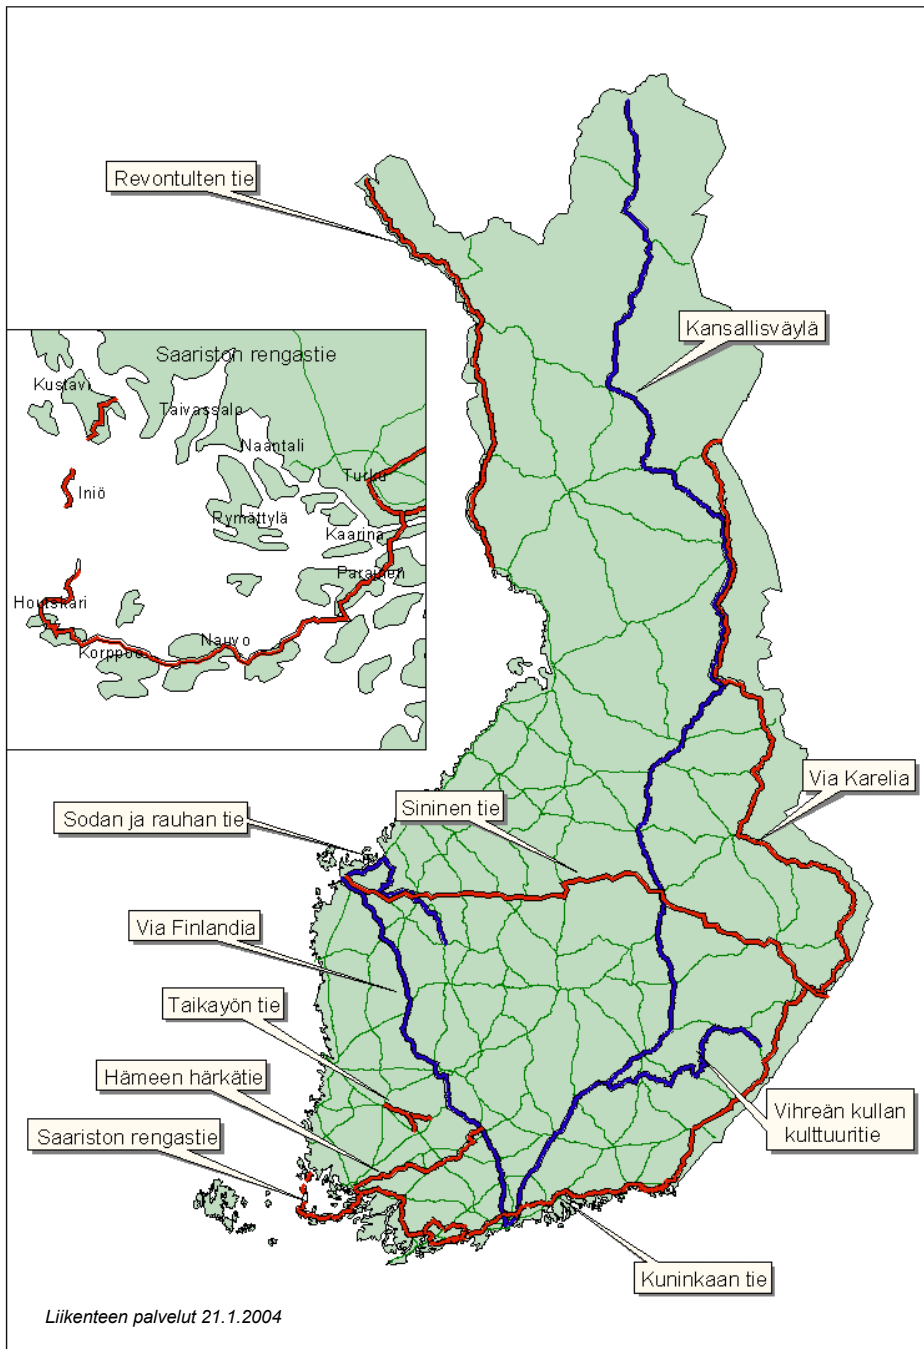 Revontulten tie
Kansallisväylä
Saariston rengastie
Kustavi
Taivassalo
Naantali
Turku
Iniö
Rymättylä
Kaarina
Parainen
Houtskari
Nauvo
Korppoo
Via Karelia
Sininen tie
Sodan ja rauhan tie
Via Finlandia
Taikayön tie
Hämeen härkätie
Vihreän kullan
kulttuuritie
Saariston rengastie
Kuninkaan tie
Liikenteen palvelut 21.1.2004